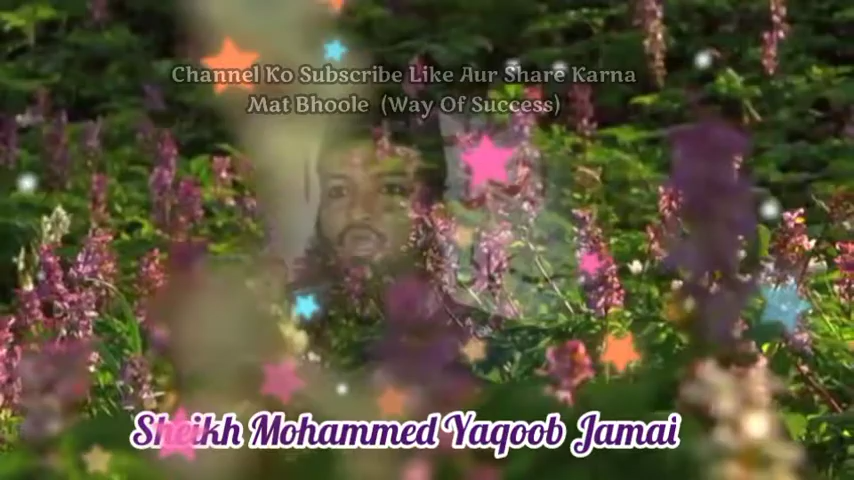 Channel Ko Subscribe Like Aur Share Karna
Mat Bhoole (Way Of Success)
Sheikh Mohammed Yaqoob Jamai